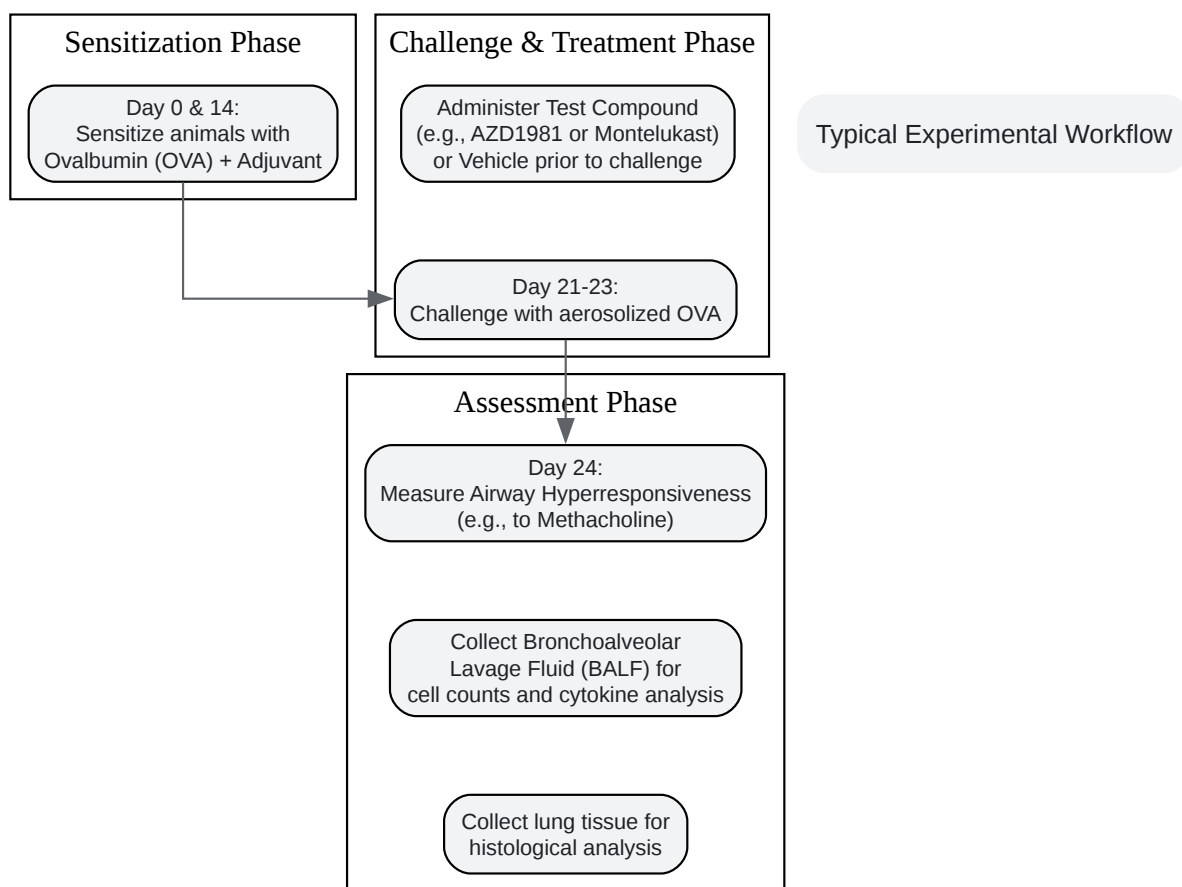 Sensitization Phase
Day 0 & 14:
Sensitize animals with
Ovalbumin (OVA) + Adjuvant
Challenge & Treatment Phase
Administer Test Compound
(e.g., AZD1981 or Montelukast)
or Vehicle prior to challenge
Day 21-23:
Challenge with aerosolized OVA
Typical Experimental Workflow
Assessment Phase
Day 24:
Measure Airway Hyperresponsiveness
(e.g., to Methacholine)
Collect Bronchoalveolar
Lavage Fluid (BALF) for
cell counts and cytokine analysis
Collect lung tissue for
histological analysis